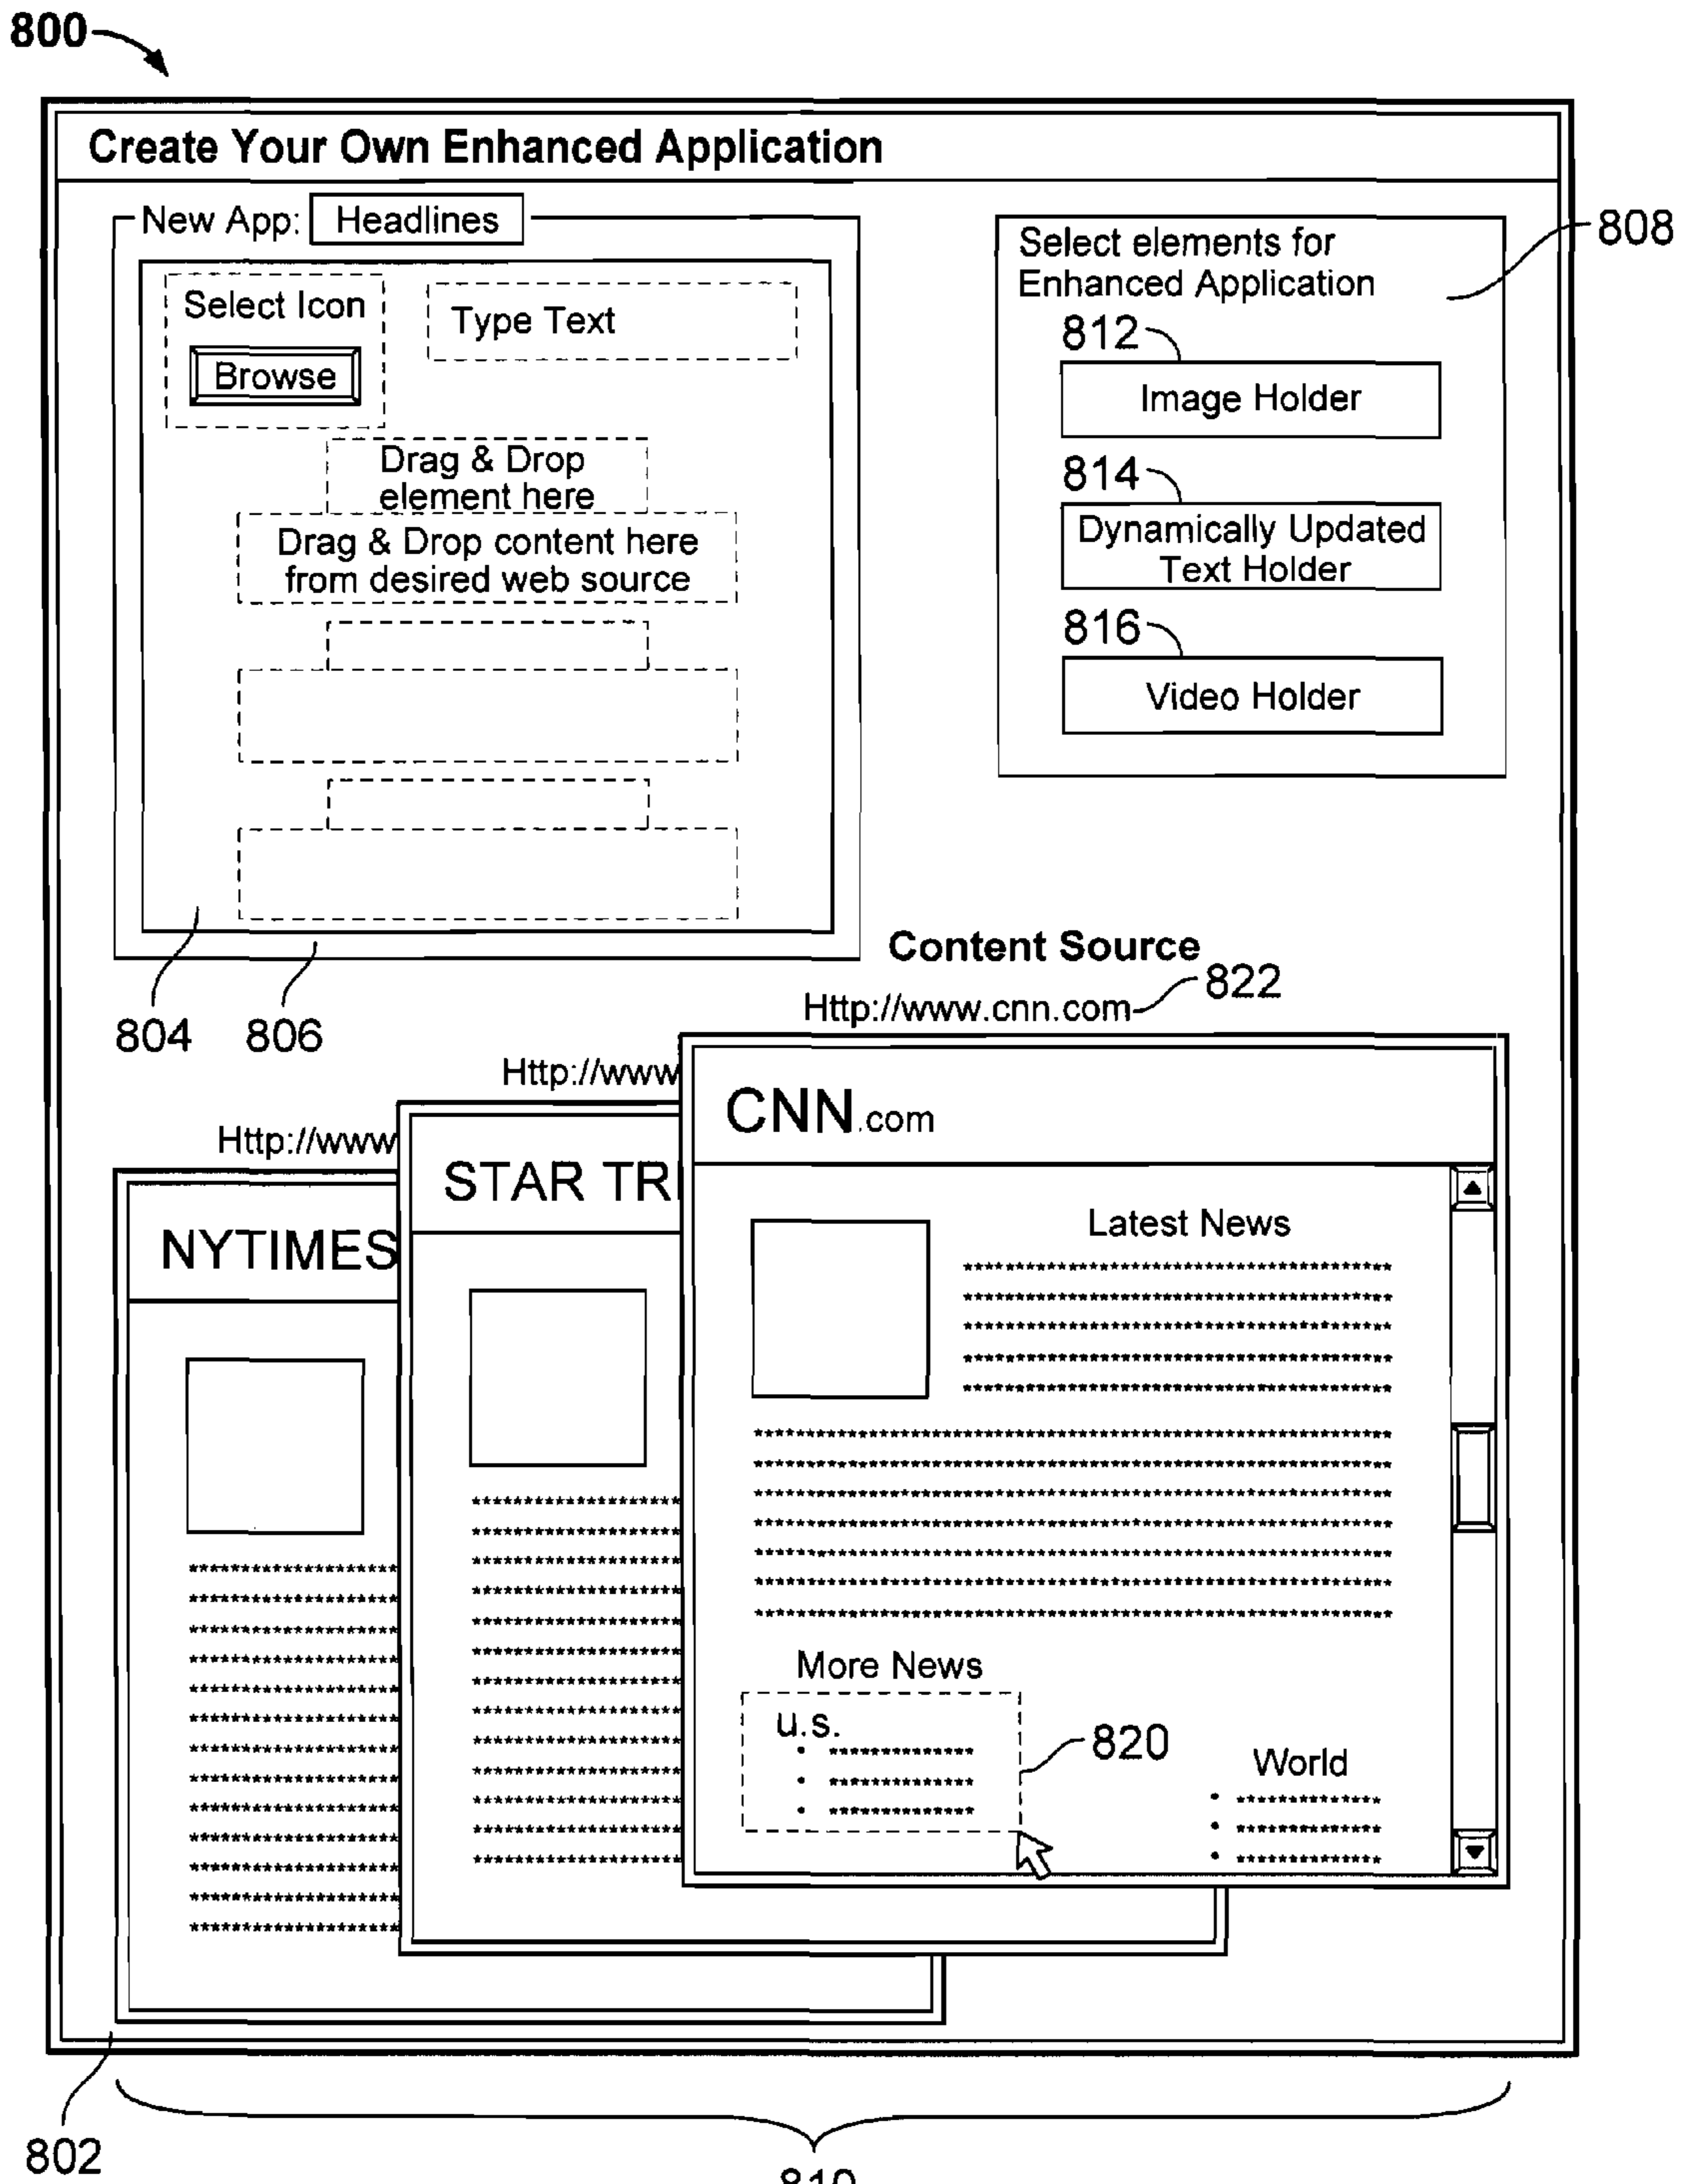 800
Create Your Own Enhanced Application
New App: Headlines
Select Icon
Browse
Type Text
Drag & Drop
element here
Drag & Drop content here
from desired web source
804
806
Select elements for
Enhanced Application
808
812
Image Holder
814
Dynamically Updated
Text Holder
816
Video Holder
Content Source
Http://www.cnn.com
822
Http://www
Http://www
NYTIMES
STAR TR
CNN.com
Latest News
More News
u.s.
820
World
802